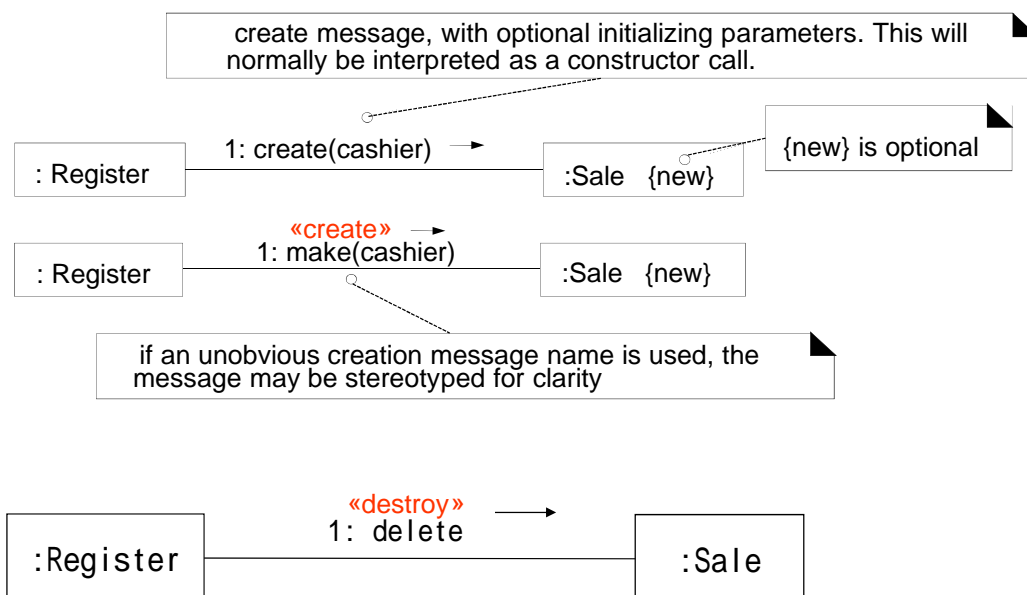 create message, with optional initializing parameters. This will
normally be interpreted as a constructor call.
1: create(cashier)
{new} is optional
: Register
:Sale {new}
«create»
1: make(cashier)
: Register
:Sale {new}
if an unobvious creation message name is used, the
message may be stereotyped for clarity
«destroy»
1: delete
:Register
:Sale